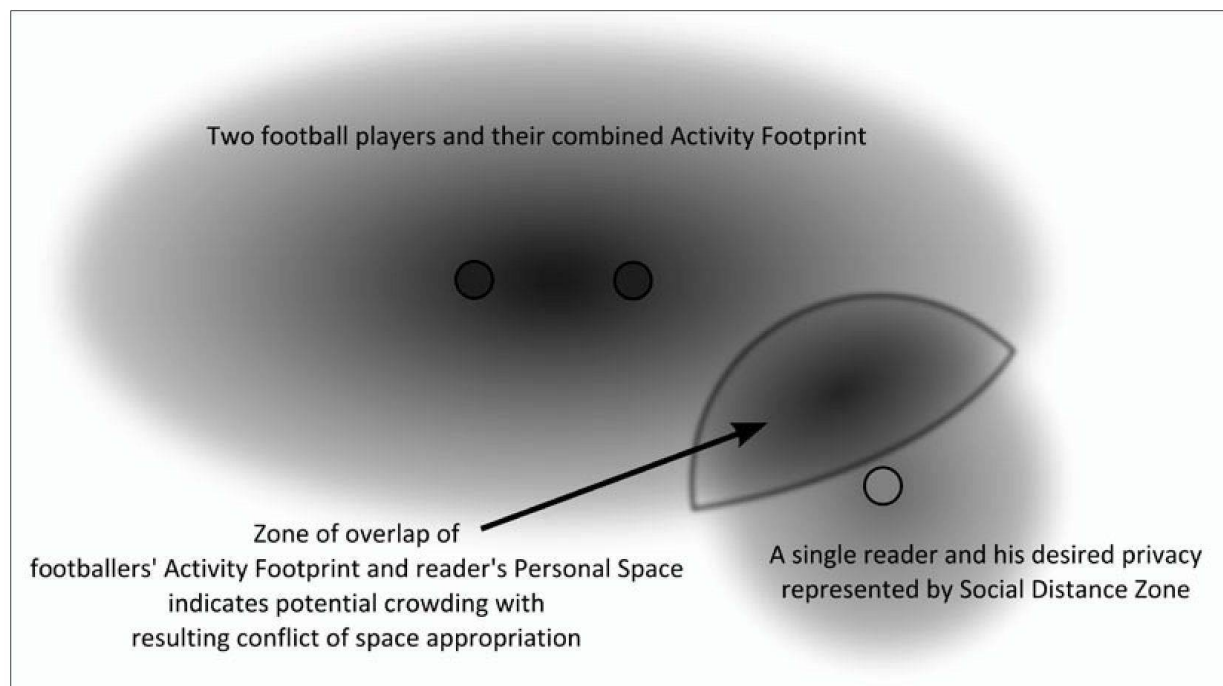 Two football players and their combined Activity Footprint
Zone of overlap of
footballers' Activity Footprint and reader's Personal Space
indicates potential crowding with
resulting conflict of space appropriation
A single reader and his desired privacy
represented by Social Distance Zone